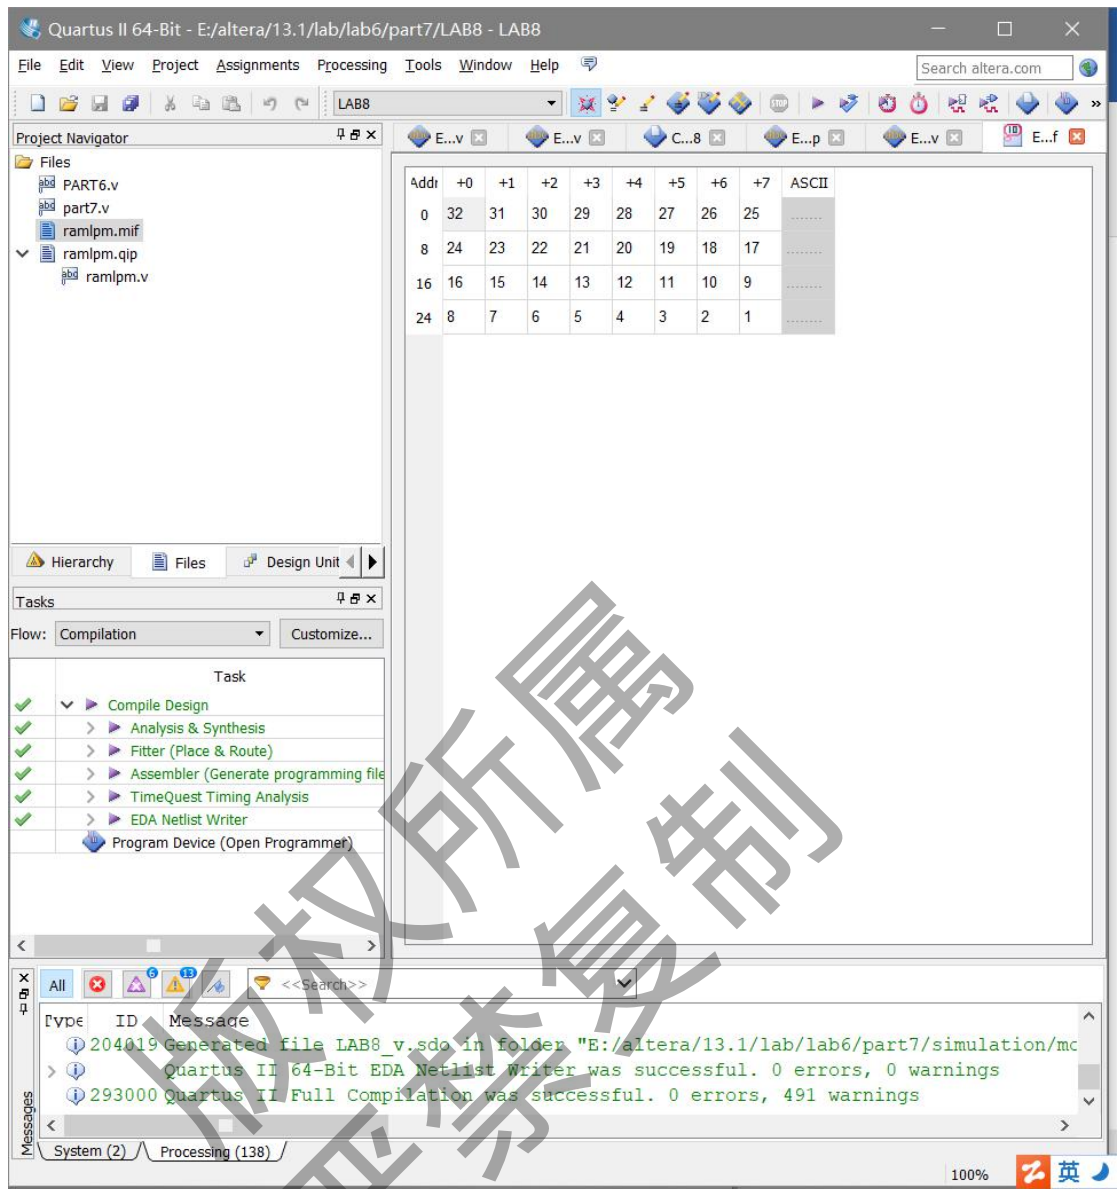 Quartus II 64-Bit - E:/altera/13.1/lab/lab6/part7/LAB8 - LAB8
File Edit View Project Assignments Processing Tools Window Help
Search altera.com
LAB8
Project Navigator
E...v E...v C...8 E...p E...v E...f
Files
PART6.v
part7.v
ramlpm.mif
ramlpm.qip
ramlpm.v
Addr +0 +1 +2 +3 +4 +5 +6 +7 ASCII
0 32 31 30 29 28 27 26 25 ........
8 24 23 22 21 20 19 18 17 ........
16 16 15 14 13 12 11 10 9 ........
24 8 7 6 5 4 3 2 1 ........
Hierarchy Files Design Unit
Tasks
Flow: Compilation Customize...
Task
Compile Design
Analysis & Synthesis
Fitter (Place & Route)
Assembler (Generate programming file
TimeQuest Timing Analysis
EDA Netlist Writer
Program Device (Open Programmer)
All 6 13 <<Search>>
Type ID Message
204019 Generated file LAB8_v.sdo in folder "E:/altera/13.1/lab/lab6/part7/simulation/mo
Quartus II 64-Bit EDA Netlist Writer was successful. 0 errors, 0 warnings
293000 Quartus II Full Compilation was successful. 0 errors, 491 warnings
Messages
System (2) Processing (138)
100%
英
版权所属
严禁复制